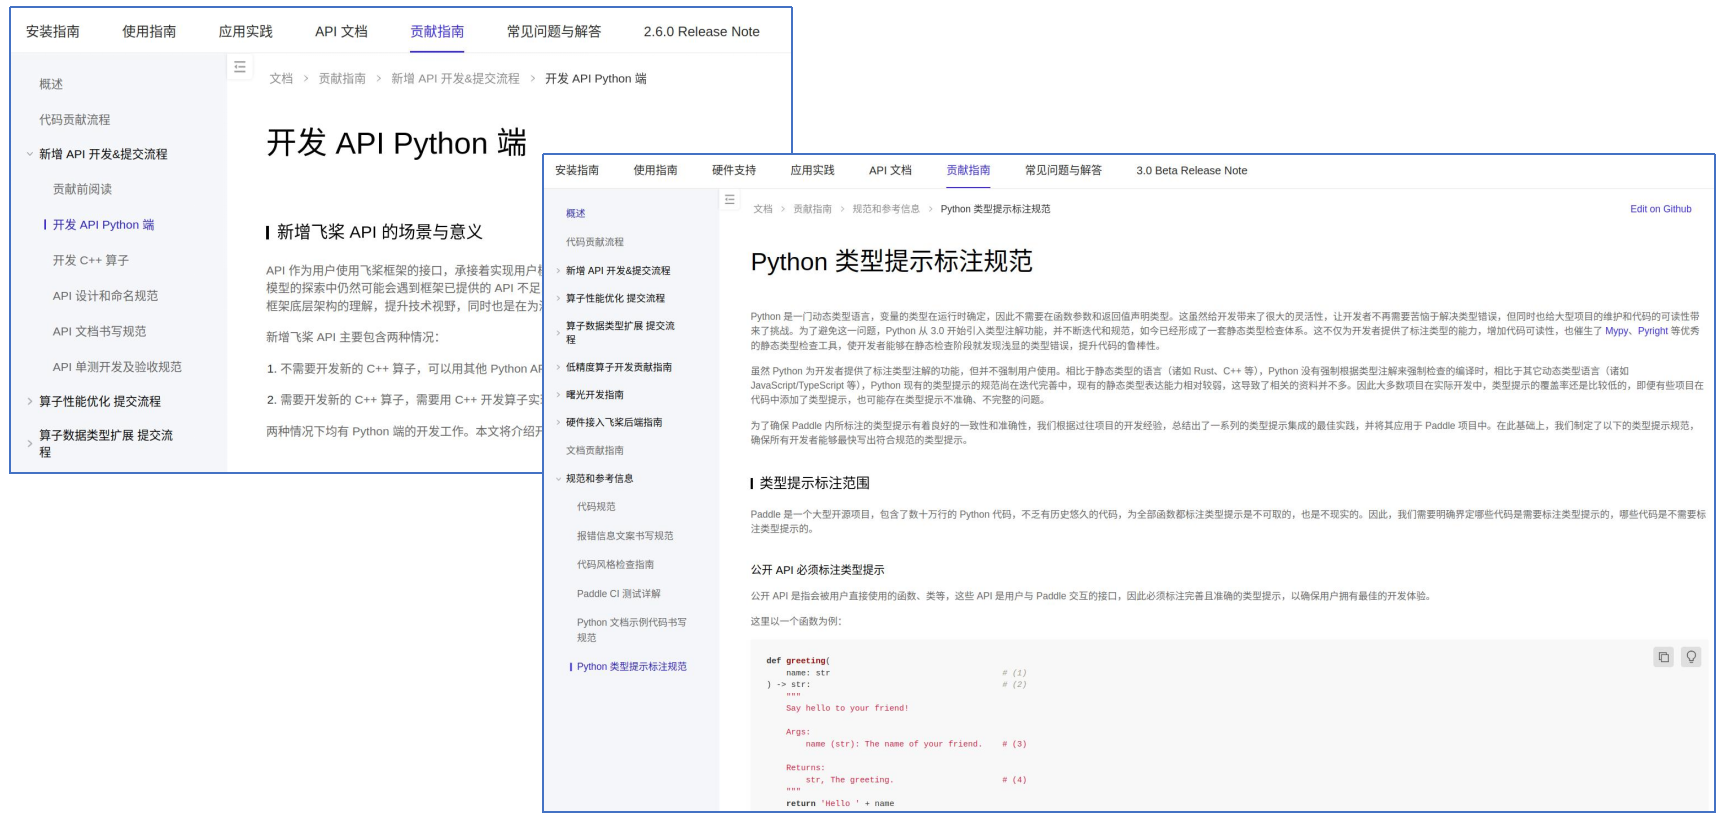 安装指南 使用指南 应用实践 API 文档 贡献指南 常见问题与解答 2.6.0 Release Note
概述
代码贡献流程
新增 API 开发&提交流程
贡献前阅读
开发 API Python 端
开发 C++ 算子
API 设计和命名规范
API 文档书写规范
API 单测开发及验收规范
算子性能优化 提交流程
算子数据类型扩展 提交流
程
文档 > 贡献指南 > 新增 API 开发&提交流程 > 开发 API Python 端
开发 API Python 端
新增飞桨 API 的场景与意义
API 作为用户使用飞桨框架的接口，承接着实现用户
模型的探索中仍然可能会遇到框架已提供的 API 不足
框架底层架构的理解，提升技术视野，同时也是在为
新增飞桨 API 主要包含两种情况：
1. 不需要开发新的 C++ 算子，可以用其他 Python AP
2. 需要开发新的 C++ 算子，需要用 C++ 开发算子实
两种情况下均有 Python 端的开发工作。本文将介绍开
安装指南 使用指南 硬件支持 应用实践 API 文档 贡献指南 常见问题与解答 3.0 Beta Release Note
概述
代码贡献流程
新增 API 开发&提交流程
算子性能优化 提交流程
算子数据类型扩展 提交流
程
低精度算子开发贡献指南
曙光开发指南
硬件接入飞桨后端指南
文档贡献指南
规范和参考信息
代码规范
报错信息文案书写规范
代码风格检查指南
Paddle CI 测试详解
Python 文档示例代码书写
规范
Python 类型提示标注规范
文档 > 贡献指南 > 规范和参考信息 > Python 类型提示标注规范
Edit on Github
Python 类型提示标注规范
Python 是一门动态类型语言，变量的类型在运行时确定，因此不需要在函数参数和返回值声明类型。这虽然给开发带来了很大的灵活性，让开发者不再需要苦恼于解决类型错误，但同时也给大型项目的维护和代码的可读性带
来了挑战。为了避免这一问题，Python 从 3.0 开始引入类型注解功能，并不断迭代和规范，如今已经形成了一套静态类型检查体系。这不仅为开发者提供了标注类型的能力，增加代码可读性，也催生了 Mypy、Pyright 等优秀
的静态类型检查工具，使开发者能够在静态检查阶段就发现浅显的类型错误，提升代码的鲁棒性。
虽然 Python 为开发者提供了标注类型注解的功能，但并不强制用户使用。相比于静态类型的语言（诸如 Rust、C++ 等），Python 没有强制根据类型注解来强制检查的编译时，相比于其它动态类型语言（诸如
JavaScript/TypeScript 等），Python 现有的类型提示的规范尚在迭代完善中，现有的静态类型表达能力相对较弱，这导致了相关的资料并不多。因此大多数项目在实际开发中，类型提示的覆盖率还是比较低的，即便有些项目在
代码中添加了类型提示，也可能存在类型提示不准确、不完整的问题。
为了确保 Paddle 内所标注的类型提示有着良好的一致性和准确性，我们根据过往项目的开发经验，总结出了一系列的类型提示集成的最佳实践，并将其应用于 Paddle 项目中。在此基础上，我们制定了以下的类型提示规范，
确保所有开发者能够最快写出符合规范的类型提示。
类型提示标注范围
Paddle 是一个大型开源项目，包含了数十万行的 Python 代码，不乏有历史悠久的代码，为全部函数都标注类型提示是不可取的，也是不现实的。因此，我们需要明确界定哪些代码是需要标注类型提示的，哪些代码是不需要标
注类型提示的。
公开 API 必须标注类型提示
公开 API 是指会被用户直接使用的函数、类等，这些 API 是用户与 Paddle 交互的接口，因此必须标注完善且准确的类型提示，以确保用户拥有最佳的开发体验。
这里以一个函数为例：
def greeting(
name: str # (1)
) -> str: # (2)
"""
Say hello to your friend!
Args:
name (str): The name of your friend. # (3)
Returns:
str, The greeting. # (4)
"""
return 'Hello ' + name